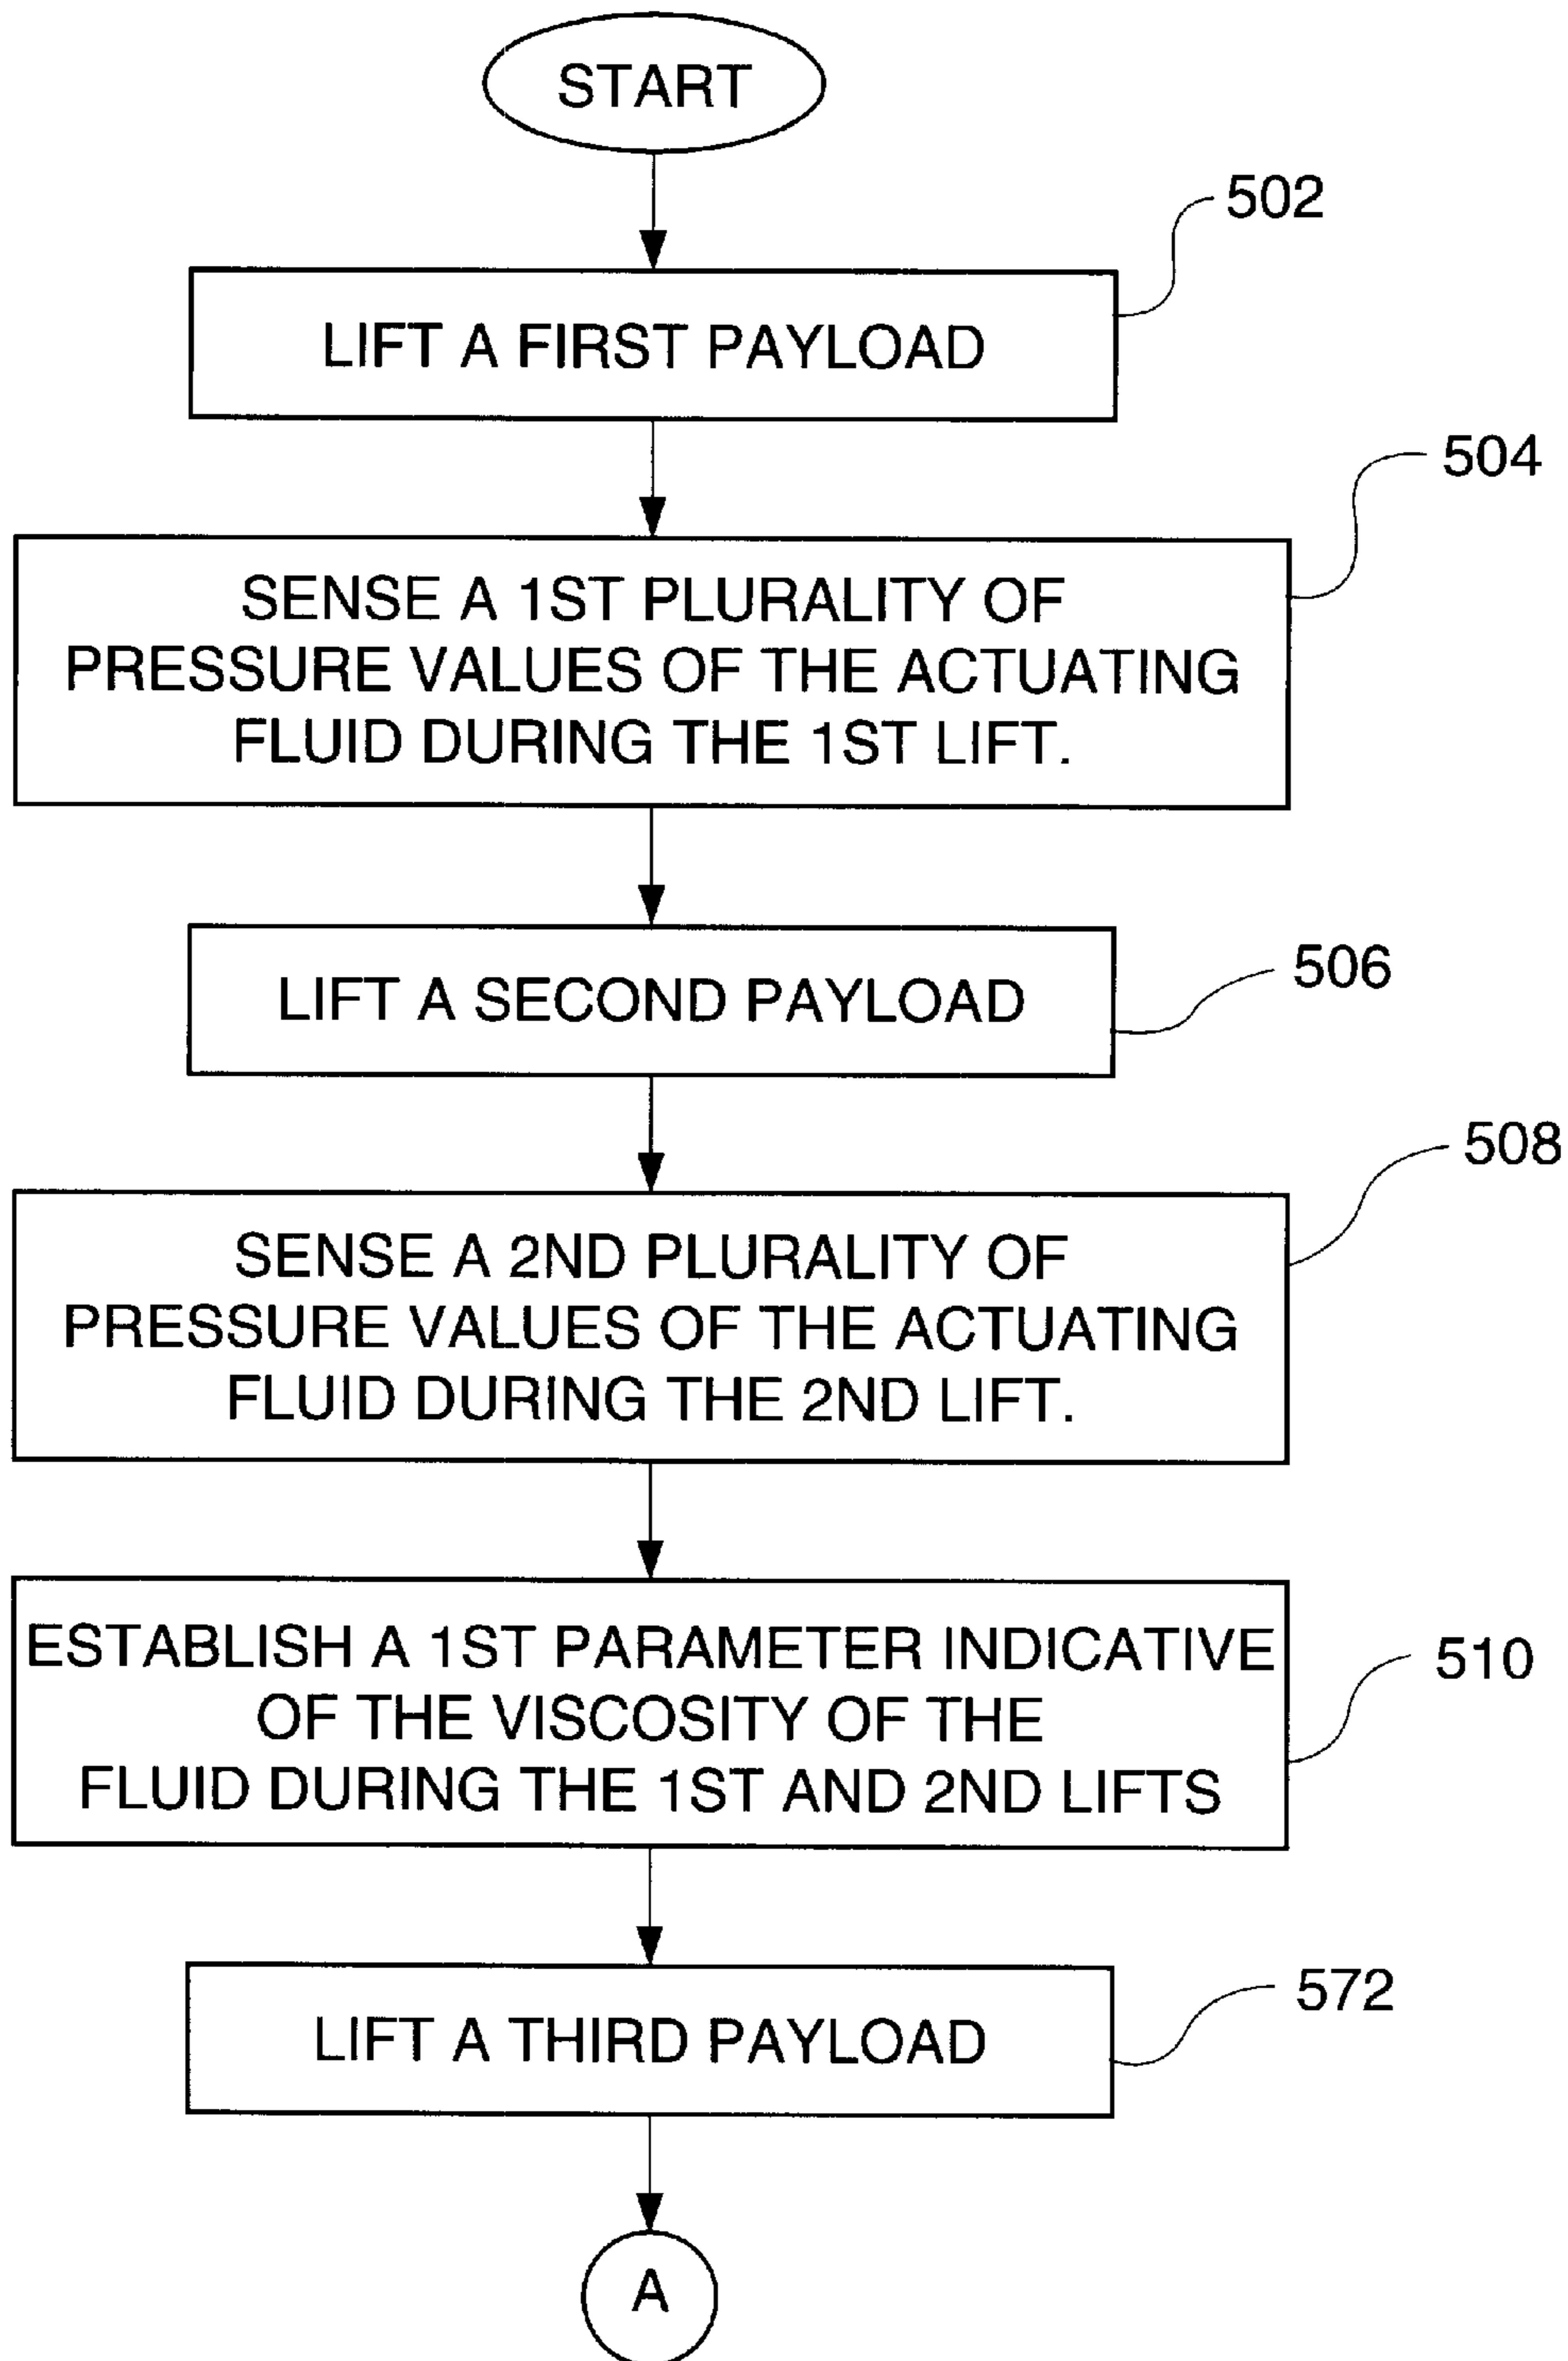 START
502
LIFT A FIRST PAYLOAD
504
SENSE A 1ST PLURALITY OF
PRESSURE VALUES OF THE ACTUATING
FLUID DURING THE 1ST LIFT.
506
LIFT A SECOND PAYLOAD
508
SENSE A 2ND PLURALITY OF
PRESSURE VALUES OF THE ACTUATING
FLUID DURING THE 2ND LIFT.
510
ESTABLISH A 1ST PARAMETER INDICATIVE
OF THE VISCOSITY OF THE
FLUID DURING THE 1ST AND 2ND LIFTS
572
LIFT A THIRD PAYLOAD
A